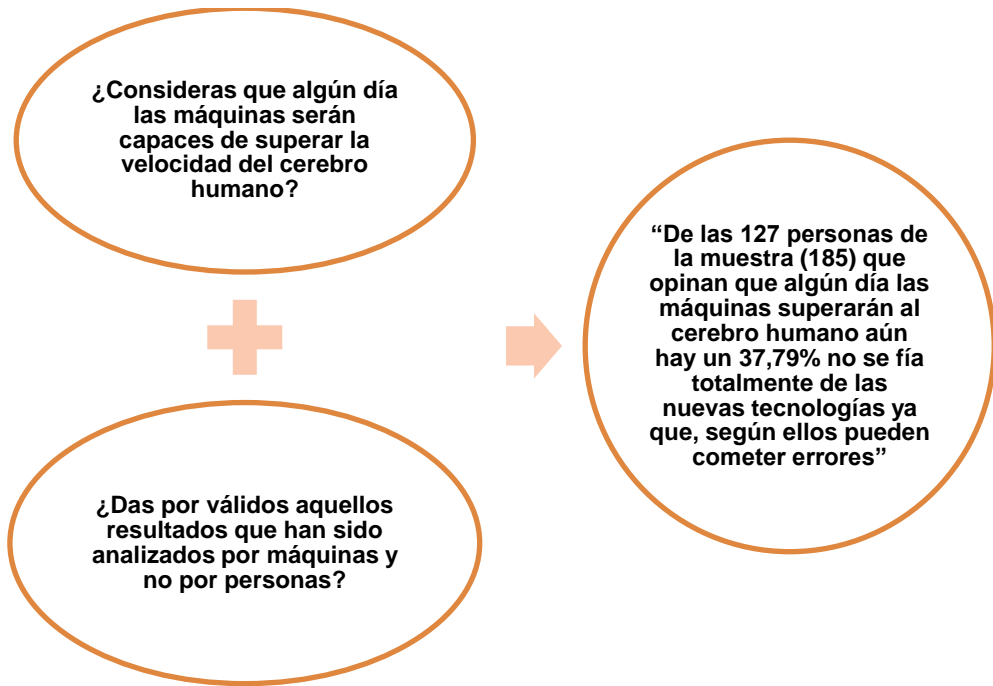 ¿Consideras que algún día
las máquinas serán
capaces de superar la
velocidad del cerebro
humano?
¿Das por válidos aquellos
resultados que han sido
analizados por máquinas y
no por personas?
“De las 127 personas de
la muestra (185) que
opinan que algún día las
máquinas superarán al
cerebro humano aún
hay un 37,79% no se fía
totalmente de las
nuevas tecnologías ya
que, según ellos pueden
cometer errores”